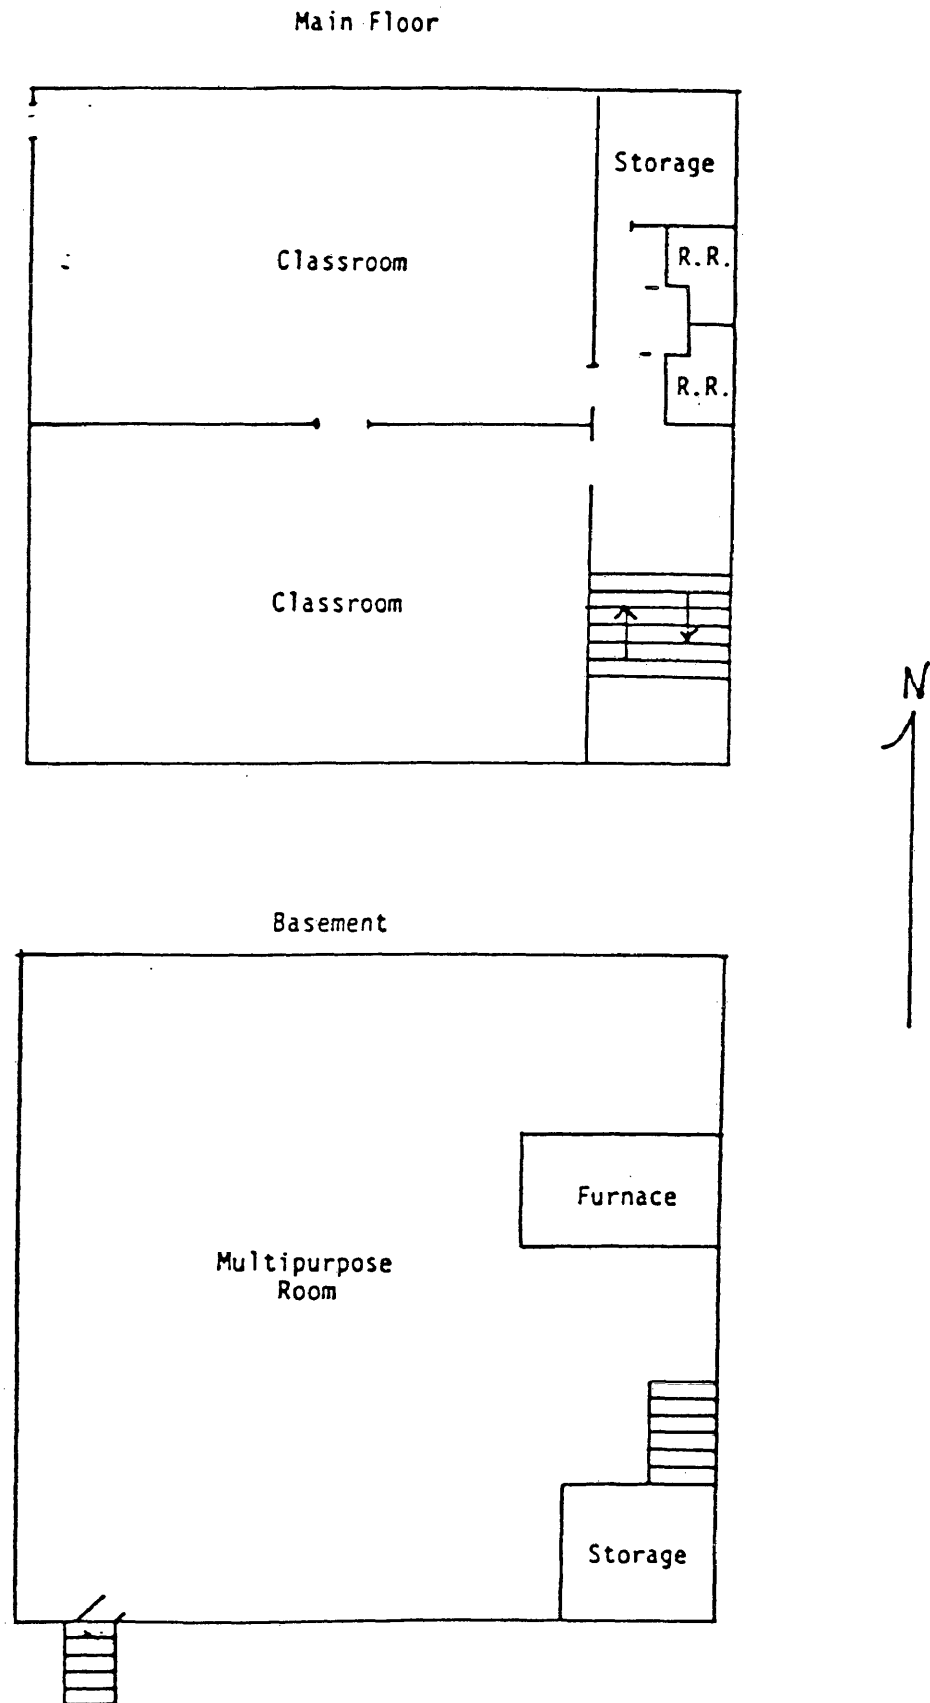 Main Floor
Storage
Classroom
R.R.
R.R.
Classroom
N
Basement
Furnace
Multipurpose
Room
Storage